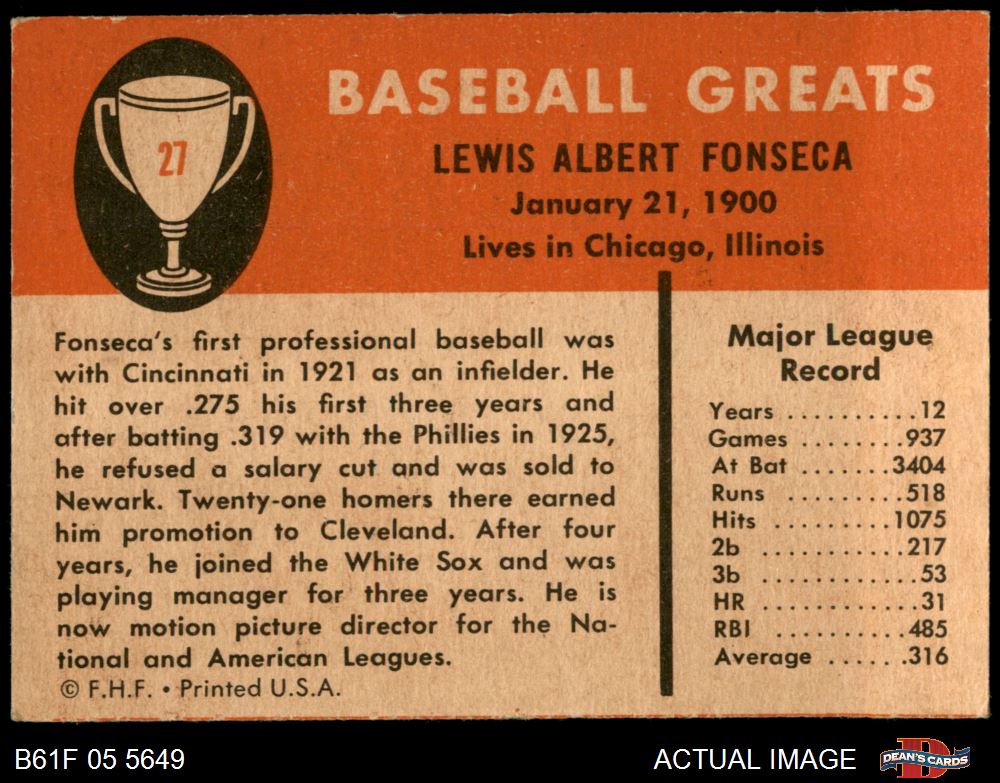 27
BASEBALL GREATS
LEWIS ALBERT FONSECA
January 21, 1900
Lives in Chicago, Illinois
Fonseca's first professional baseball was
with Cincinnati in 1921 as an infielder. He
hit over .275 his first three years and
after batting .319 with the Phillies in 1925,
he refused a salary cut and was sold to
Newark. Twenty-one homers there earned
him promotion to Cleveland. After four
years, he joined the White Sox and was
playing manager for three years. He is
now motion picture director for the Na-
tional and American Leagues.
© F.H.F. • Printed U.S.A.
Major League
Record
Years ..........12
Games ........937
At Bat .......3404
Runs .........518
Hits .........1075
2b ...........217
3b ............53
HR ............31
RBI ..........485
Average ......316
B61F 05 5649
ACTUAL IMAGE
D
DEAN'S CARDS